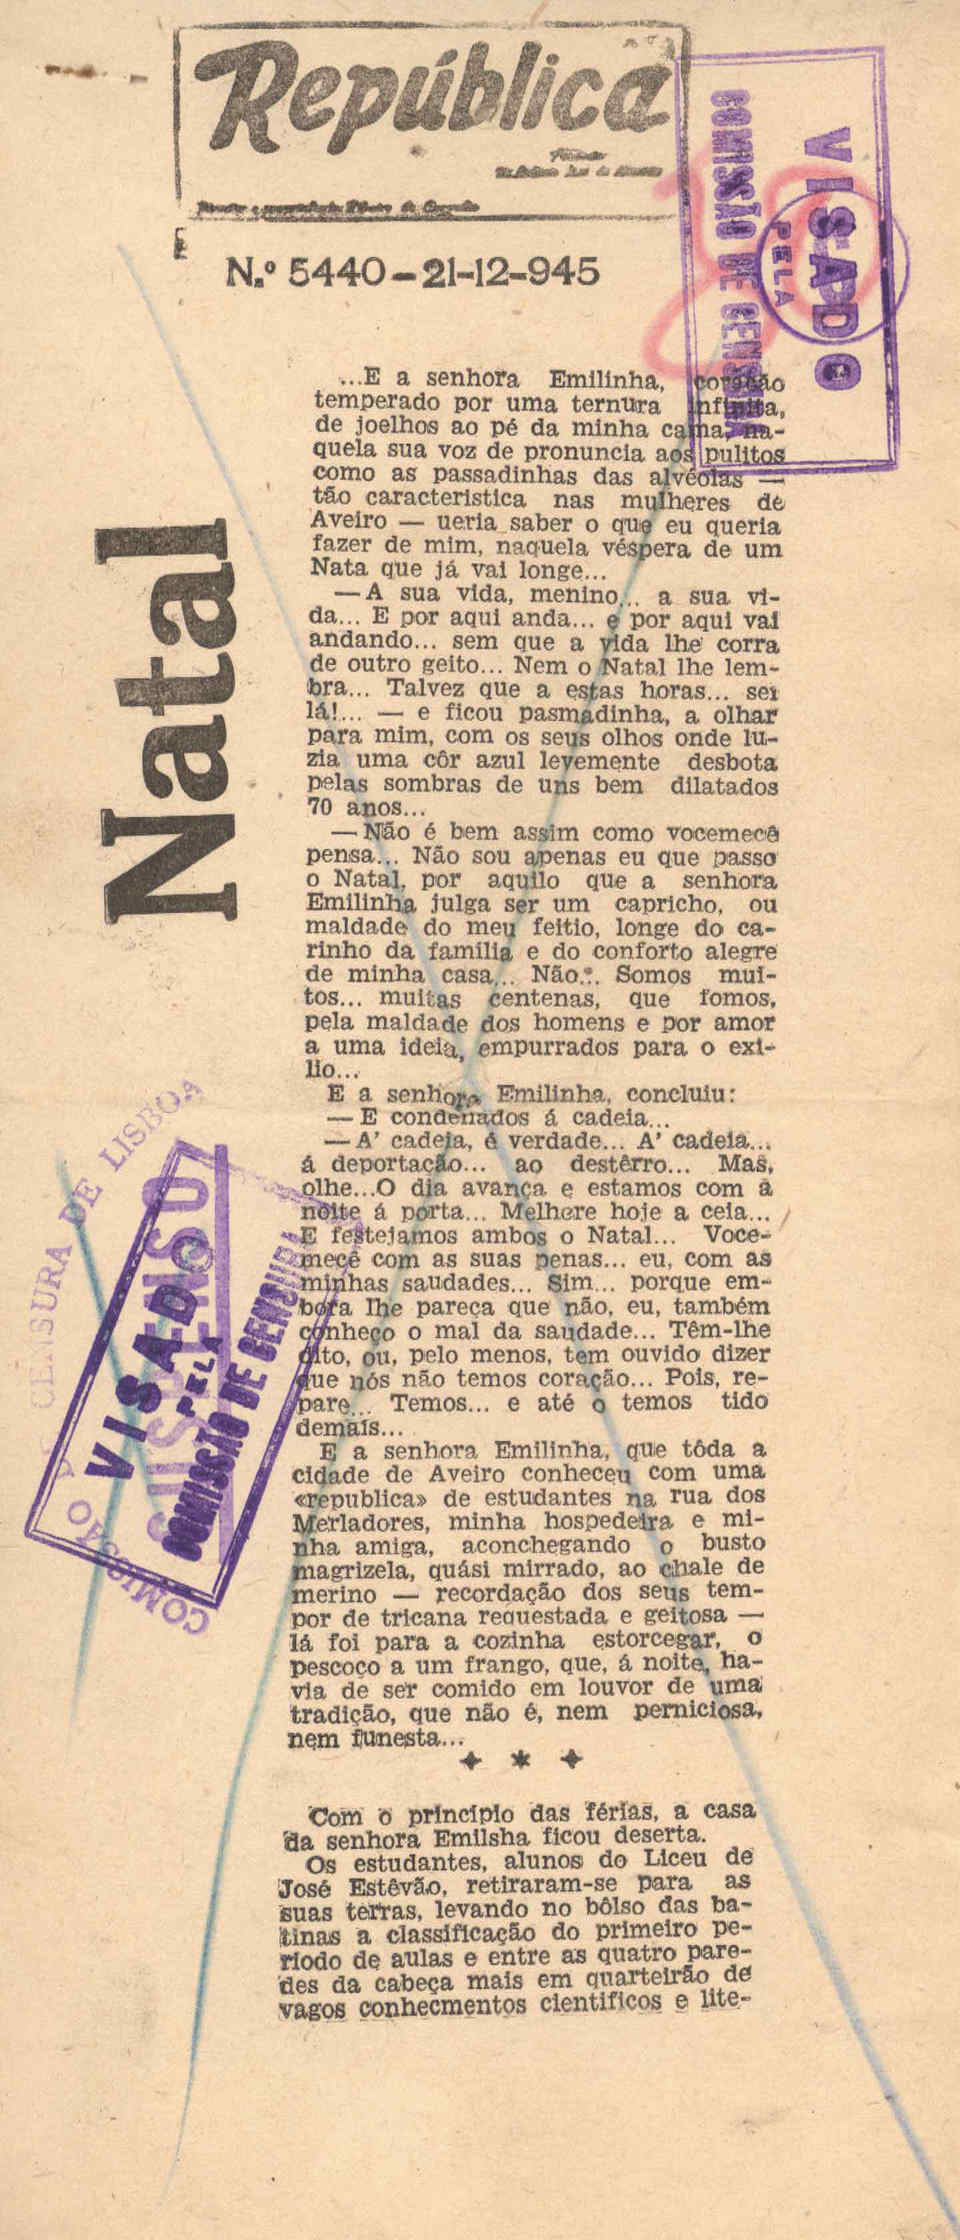 República
Fundador
Dr. António José de Almeida
N.º 5440-21-12-945
VISADO
PELA
COMISSÃO DE CENSURA
Natal
...E a senhora Emilinha, coração
temperado por uma ternura infinita,
de joelhos ao pé da minha cama, na-
quela sua voz de pronuncia aos pulitos
como as passadinhas das alvéolas —
tão caracteristica nas mulheres de
Aveiro — ueria saber o que eu queria
fazer de mim, naquela véspera de um
Nata que já vai longe...
—A sua vida, menino... a sua vi-
da... E por aqui anda... e por aqui vai
andando... sem que a vida lhe corra
de outro geito... Nem o Natal lhe lem-
bra... Talvez que a estas horas... sei
lá!... — e ficou pasmadinha, a olhar
para mim, com os seus olhos onde lu-
zia uma côr azul levemente desbota
pelas sombras de uns bem dilatados
70 anos...
—Não é bem assim como vocemecê
pensa... Não sou apenas eu que passo
o Natal, por aquilo que a senhora
Emilinha julga ser um capricho, ou
maldade do meu feitio, longe do ca-
rinho da familia e do conforto alegre
de minha casa... Não... Somos mui-
tos... muitas centenas, que fomos,
pela maldade dos homens e por amor
a uma ideia, empurrados para o exi-
lio...
E a senhora Emilinha, concluiu:
—E condenados á cadeia...
—A' cadeia, é verdade... A' cadeia...
á deportação... ao destêrro... Mas,
olhe...O dia avança e estamos com a
noite á porta... Melhore hoje a ceia...
E festejamos ambos o Natal... Voce-
mecê com as suas penas... eu, com as
minhas saudades... Sim... porque em-
bora lhe pareça que não, eu, também
conheço o mal da saudade... Têm-lhe
dito, ou, pelo menos, tem ouvido dizer
que nós não temos coração... Pois, re-
pare... Temos... e até o temos tido
demais...
E a senhora Emilinha, que tôda a
cidade de Aveiro conheceu com uma
«republica» de estudantes na rua dos
Merladores, minha hospedeira e mi-
nha amiga, aconchegando o busto
magrizela, quási mirrado, ao chale de
merino — recordação dos seus tem-
por de tricana requestada e geitosa —
lá foi para a cozinha estorcegar, o
pescoço a um frango, que, á noite, ha-
via de ser comido em louvor de uma
tradição, que não é, nem perniciosa,
nem funesta...
Com o principio das férias, a casa
da senhora Emilsha ficou deserta.
Os estudantes, alunos do Liceu de
José Estêvão, retiraram-se para as
suas terras, levando no bôlso das ba-
tinas a classificação do primeiro pe-
riodo de aulas e entre as quatro pare-
des da cabeça mais em quarteirão de
vagos conhecmentos cientificos e lite-
COMISSÃO DE CENSURA DE LISBOA
SUSPENSO
VISADO
PELA
COMISSÃO DE CENSURA